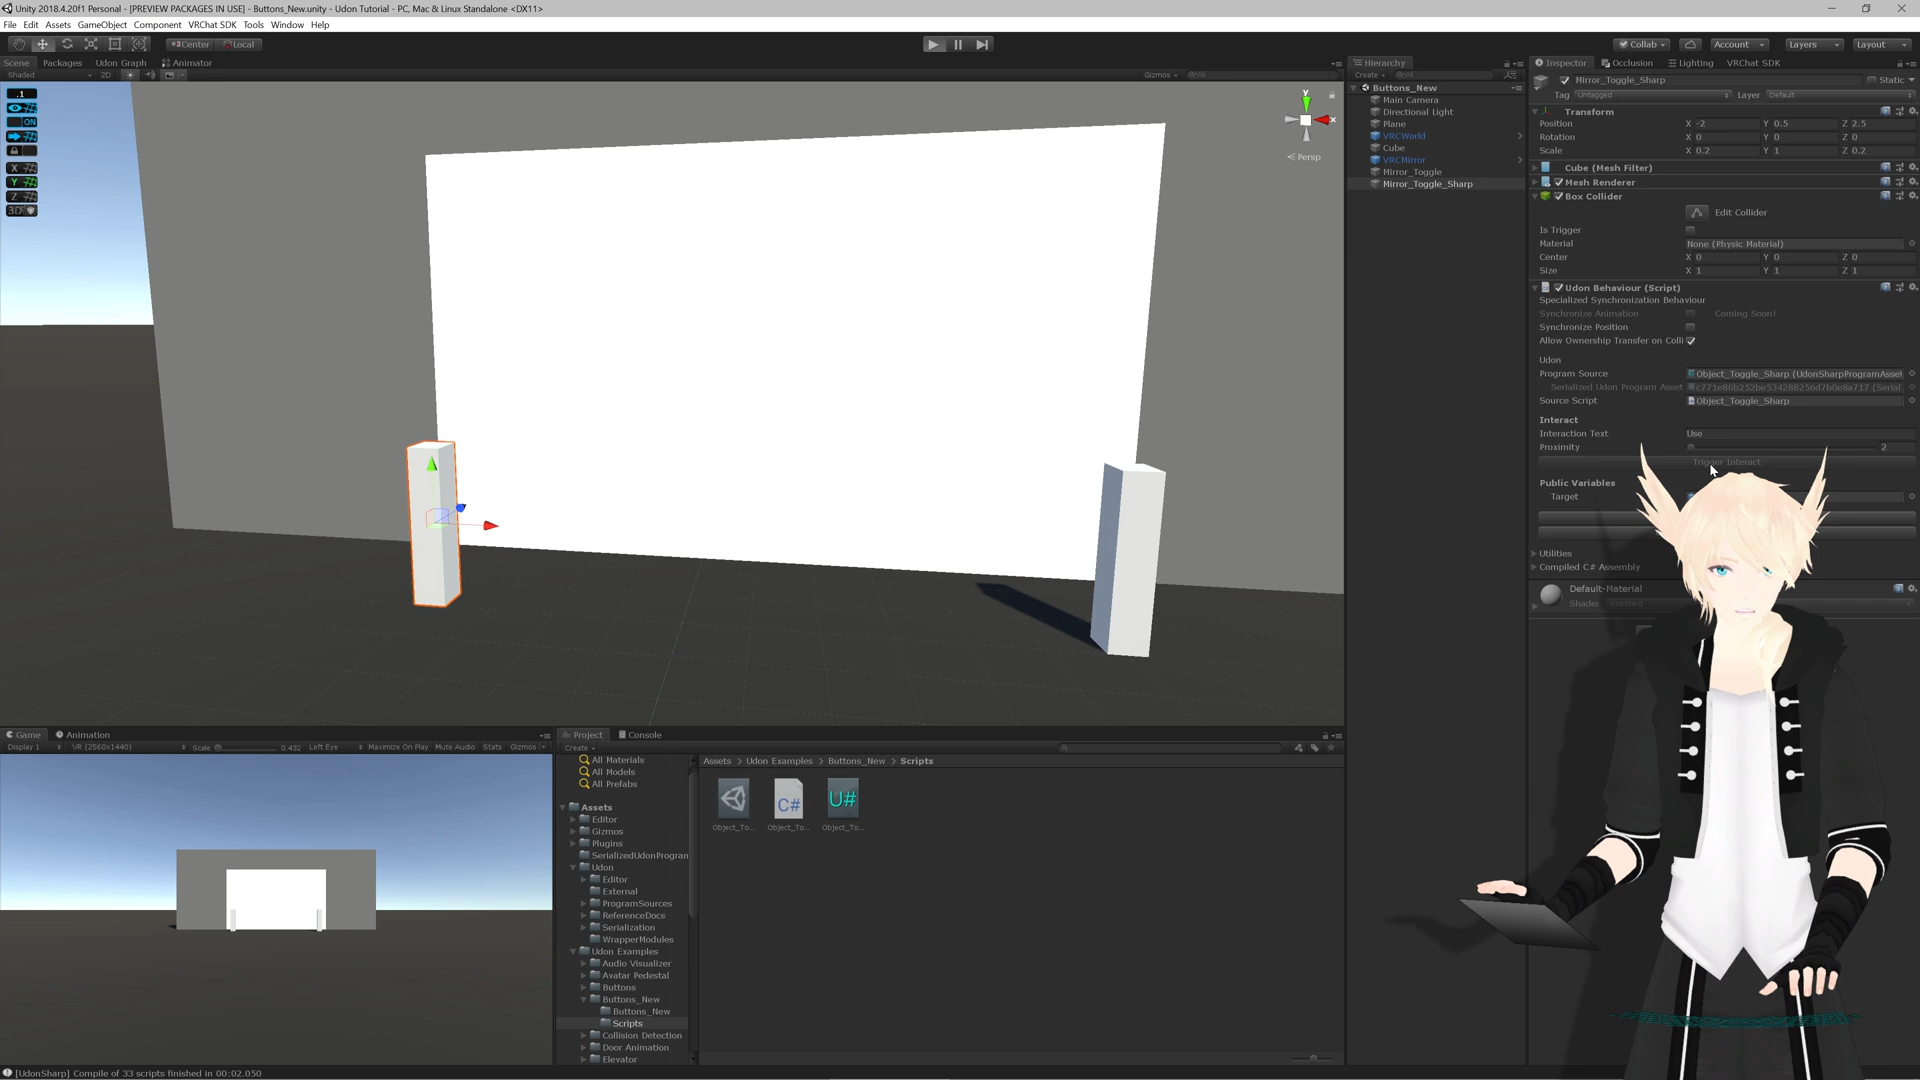 Unity 2018.4.20f1 Personal - [PREVIEW PACKAGES IN USE] - Buttons_New.unity - Udon Tutorial - PC, Mac & Linux Standalone <DX11>
File Edit Assets GameObject Component VRChat SDK Tools Window Help
Center Local
Collab Account Layers Layout
Scene Packages Udon Graph Animator
Shaded 2D Gizmos All
.1
ON
X
Y
Z
3D
y
x
Persp
Hierarchy
Create All
Buttons_New
Main Camera
Directional Light
Plane
VRCWorld
Cube
VRCMirror
Mirror_Toggle
Mirror_Toggle_Sharp
Inspector Occlusion Lighting VRChat SDK
Mirror_Toggle_Sharp Static
Tag Untagged Layer Default
Transform
Position X -2 Y 0.5 Z 2.5
Rotation X 0 Y 0 Z 0
Scale X 0.2 Y 1 Z 0.2
Cube (Mesh Filter)
Mesh Renderer
Box Collider
Edit Collider
Is Trigger
Material None (Physic Material)
Center X 0 Y 0 Z 0
Size X 1 Y 1 Z 1
Udon Behaviour (Script)
Specialized Synchronization Behaviour
Synchronize Animation Coming Soon!
Synchronize Position
Allow Ownership Transfer on Colli
Udon
Program Source Object_Toggle_Sharp (UdonSharpProgramAsset
Serialized Udon Program Asset c771e86b252be534288256d7b0e8a717 (Serial
Source Script Object_Toggle_Sharp
Interact
Interaction Text Use
Proximity 2
Trigger Interact
Public Variables
Target
Utilities
Compiled C# Assembly
Default-Material
Shader Standard
Game Animation
Display 1 VR (2560x1440) Scale 0.432 Left Eye Maximize On Play Mute Audio Stats Gizmos
Project Console
Create
All Materials
All Models
All Prefabs
Assets
Editor
Gizmos
Plugins
SerializedUdonProgran
Udon
Editor
External
ProgramSources
ReferenceDocs
Serialization
WrapperModules
Udon Examples
Audio Visualizer
Avatar Pedestal
Buttons
Buttons_New
Buttons_New
Scripts
Collision Detection
Door Animation
Elevator
Assets Udon Examples Buttons_New Scripts
C# U#
Object_To... Object_To... Object_To...
[UdonSharp] Compile of 33 scripts finished in 00:02.050